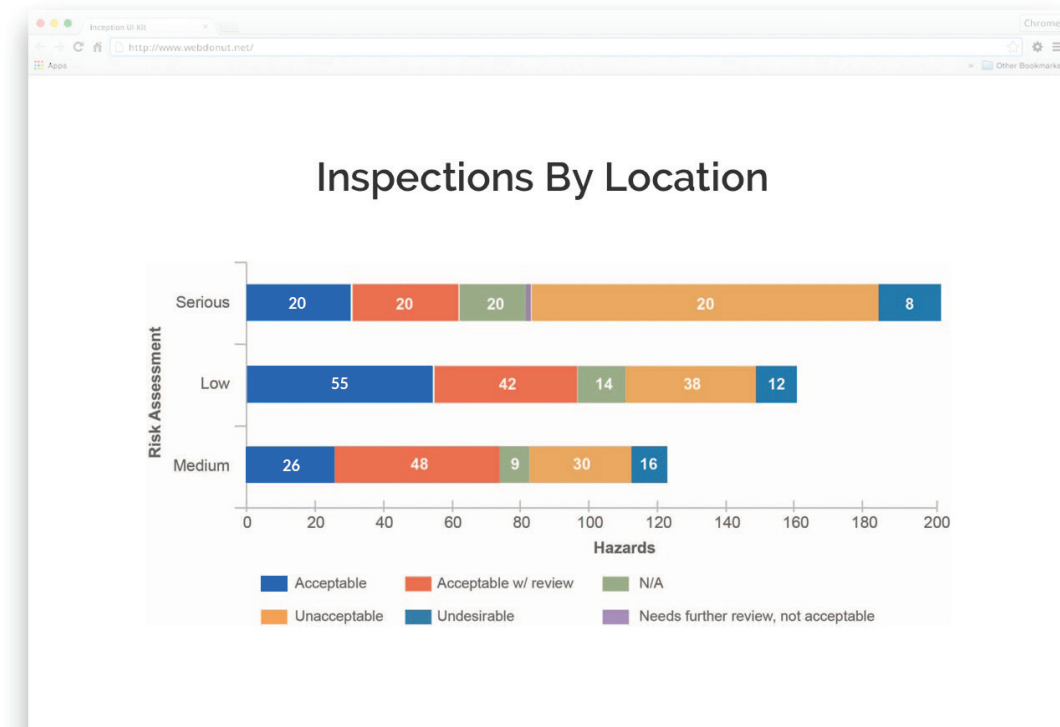 Inception UI Kit
Chrome
http://www.webdonut.net/
Apps
» Other Bookmarks
Inspections By Location
Risk Assessment
Serious 20 20 20 20 8
Low 55 42 14 38 12
Medium 26 48 9 30 16
0 20 40 60 80 100 120 140 160 180 200
Hazards
Acceptable Acceptable w/ review N/A
Unacceptable Undesirable Needs further review, not acceptable